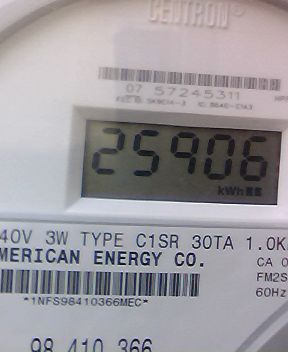 CENTRON®
07 57245311
25906
kWh
40V 3W TYPE C1SR 30TA 1.0K
MERICAN ENERGY CO.
CA 0
FM2S
60Hz
*1NFS98410366MEC*
98 410 366